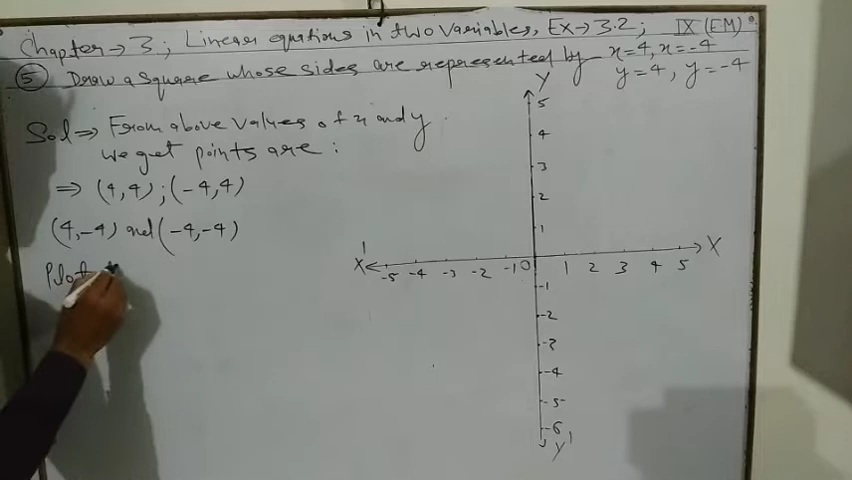 Chapter → 3 ; Linear equations in two variables, Ex → 3.2 ; IX (EM)
⑤ Draw a square whose sides are represented by x = 4, x = -4
y = 4 , y = -4
Sol ⇒ From above values of x and y
we get points are :
⇒ (4,4) ; (-4,4)
(4,-4) and (-4,-4)
Plot
Y
5
4
3
2
1
X' -5 -4 -3 -2 -1 0 1 2 3 4 5 X
-1
-2
-3
-4
-5
-6
Y'